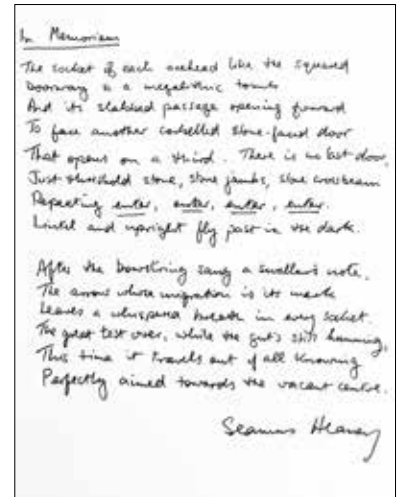 In Memoriam
The socket of each axehead like the squared
Doorway to a megalithic tomb
And its slabbed passage opening forward
To face another corbelled stone-faced door
That opens on a third. There is no last door,
Just threshold stone, stone jambs, stone crossbeam
Repeating enter, enter, enter, enter.
Lintel and upright fly past in the dark.
After the bowstring sang a swallow's note,
The arrow whose migration is its mark
Leaves a whispered breath in every socket.
The great test over, while the gut's still humming,
This time it travels out of all knowing
Perfectly aimed towards the vacant centre.
Seamus Heaney